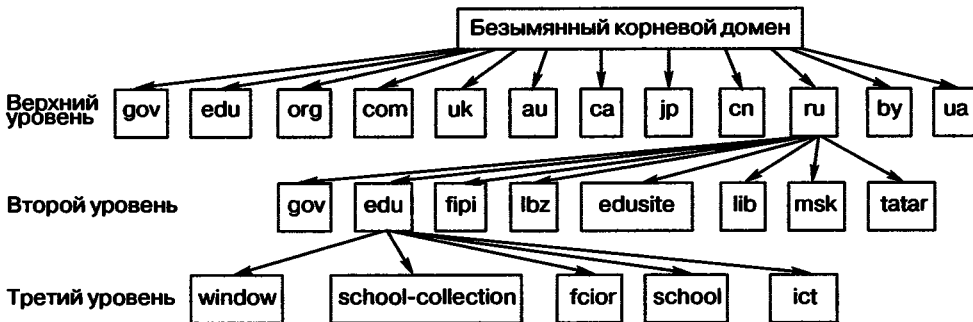 Безымянный корневой домен
Верхний уровень
gov edu org com uk au ca jp cn ru by ua
Второй уровень
gov edu fipi lbz edusite lib msk tatar
Третий уровень
window school-collection fcior school ict